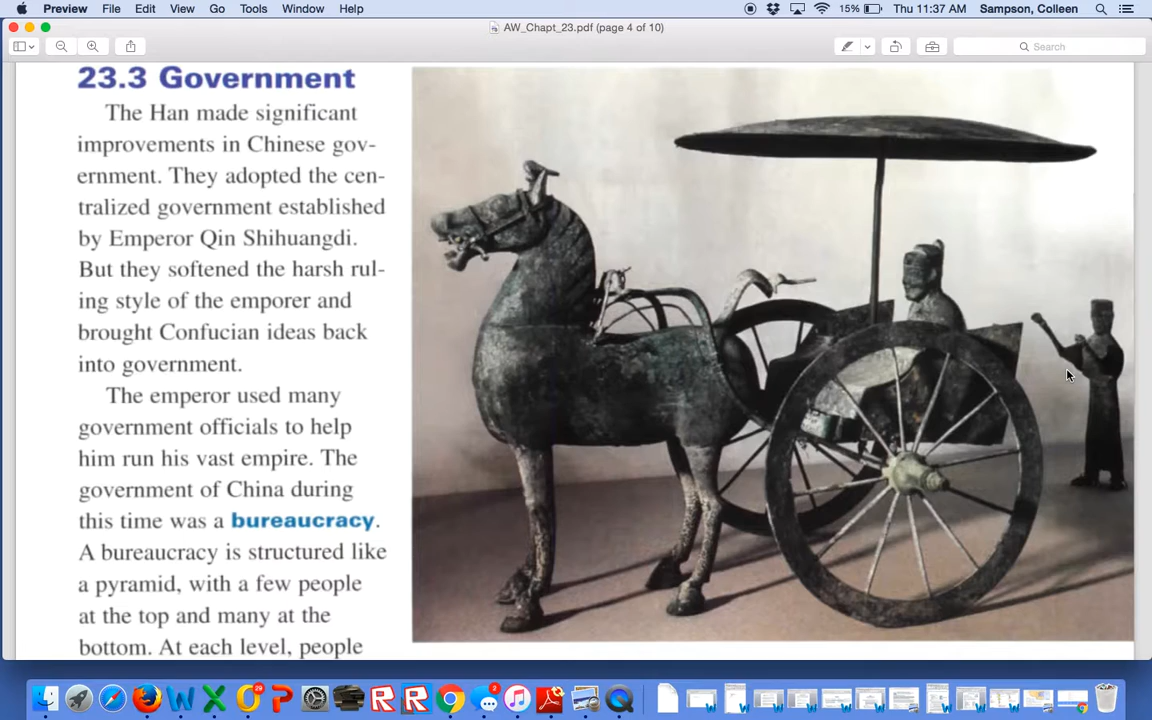 Preview File Edit View Go Tools Window Help 15% Thu 11:37 AM Sampson, Colleen
AW_Chapt_23.pdf (page 4 of 10)
Search
23.3 Government
The Han made significant
improvements in Chinese gov-
ernment. They adopted the cen-
tralized government established
by Emperor Qin Shihuangdi.
But they softened the harsh rul-
ing style of the emporer and
brought Confucian ideas back
into government.
The emperor used many
government officials to help
him run his vast empire. The
government of China during
this time was a bureaucracy.
A bureaucracy is structured like
a pyramid, with a few people
at the top and many at the
bottom. At each level, people